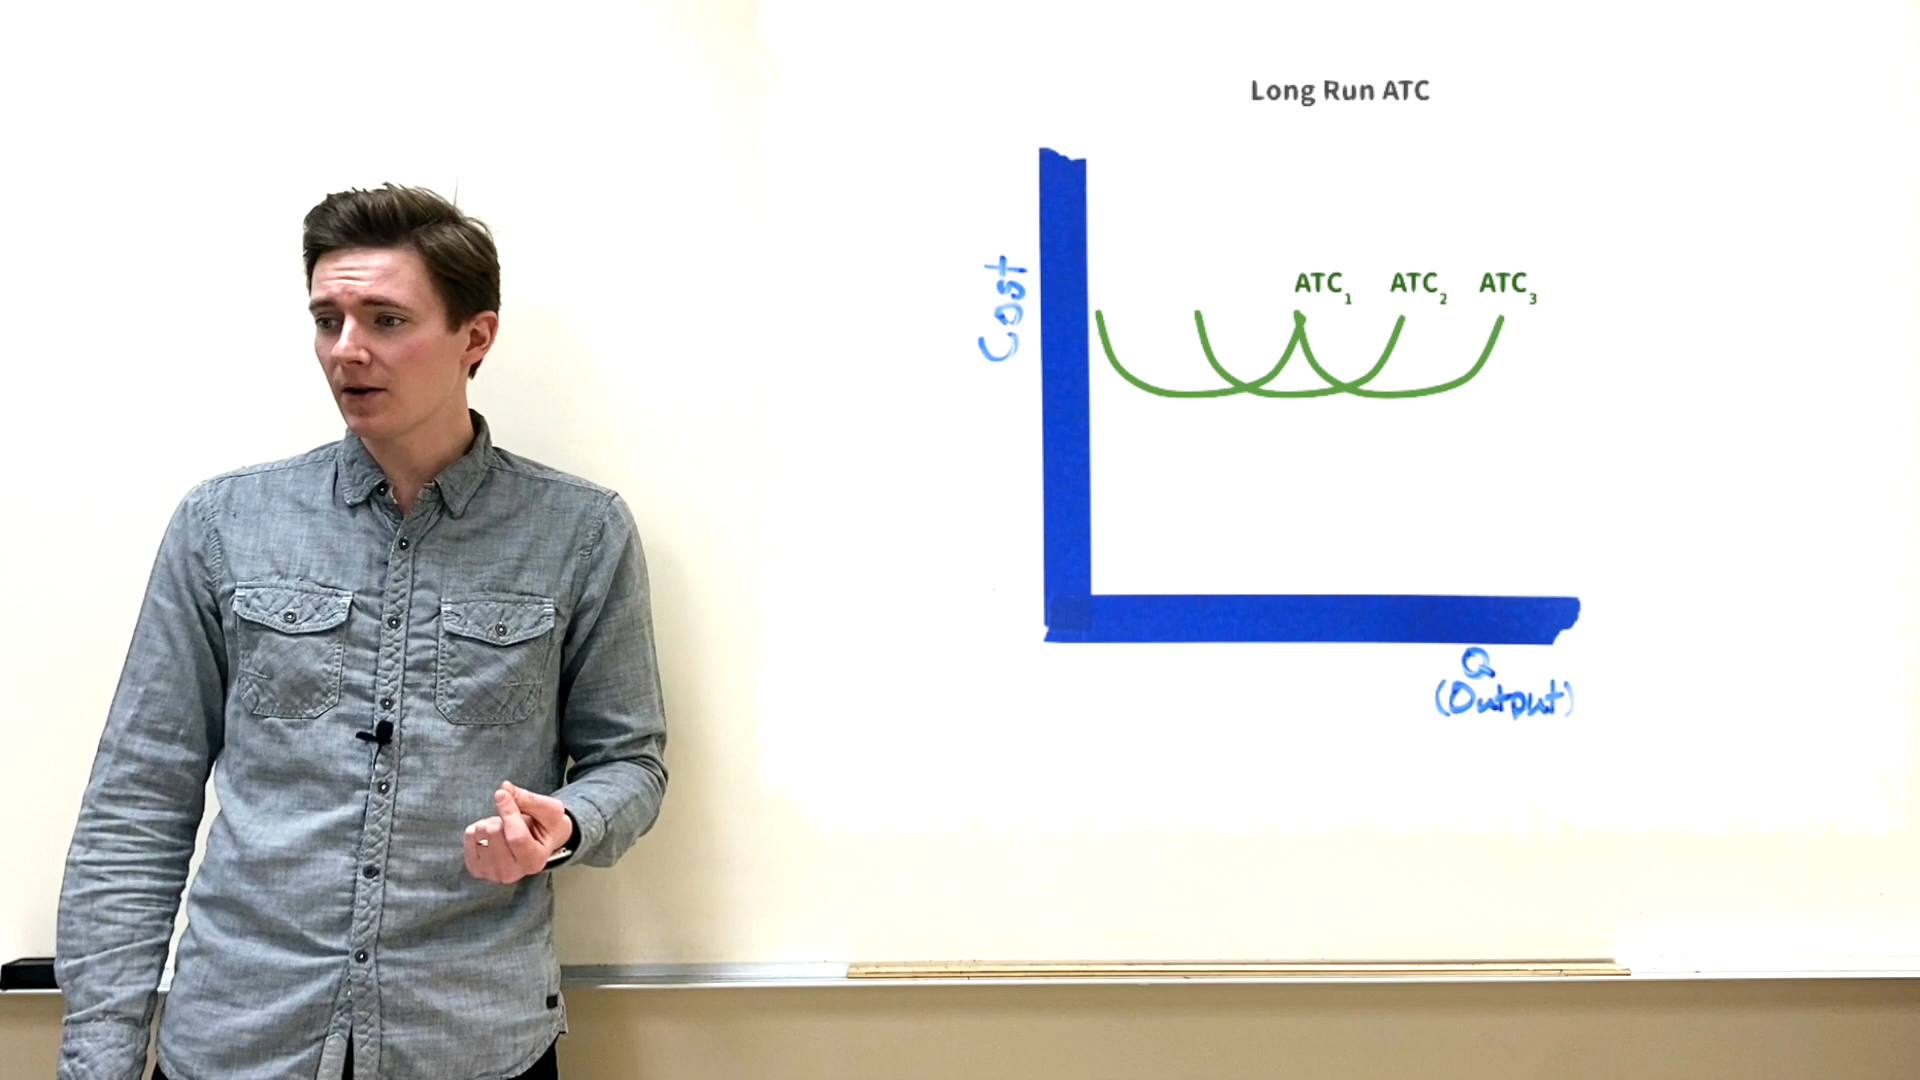 Long Run ATC
Cost
ATC₁ ATC₂ ATC₃
Q
(Output)